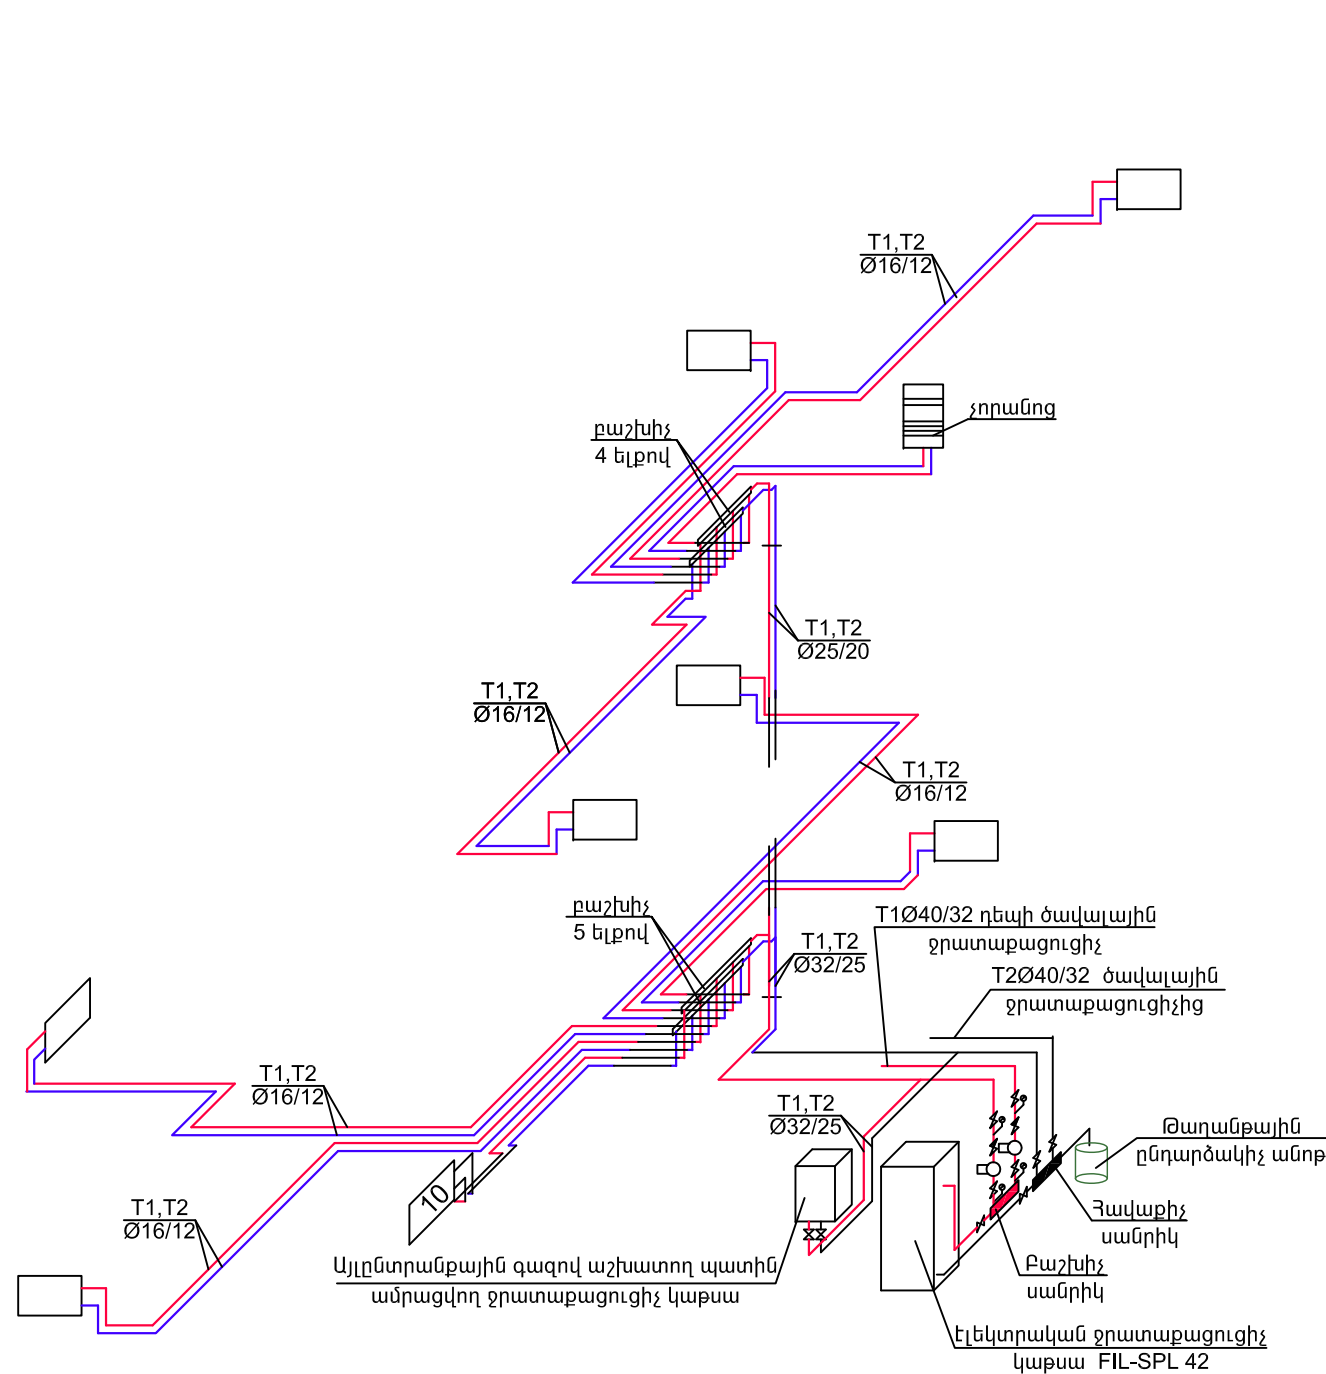 T1,T2
Ø16/12
չորանոց
բաշխիչ
4 ելքով
T1,T2
Ø25/20
T1,T2
Ø16/12
T1,T2
Ø16/12
բաշխիչ
5 ելքով
T1Ø40/32 դեպի ծավալային
ջրատաքացուցիչ
T1,T2
Ø32/25
T2Ø40/32 ծավալային
ջրատաքացուցիչից
T1,T2
Ø16/12
T1,T2
Ø32/25
Թաղանթային
ընդարձակիչ անոթ
10
T1,T2
Ø16/12
Հավաքիչ
սանրիկ
Այլընտրանքային գազով աշխատող պատին
ամրացվող ջրատաքացուցիչ կաթսա
Բաշխիչ
սանրիկ
էլեկտրական ջրատաքացուցիչ
կաթսա FIL-SPL 42